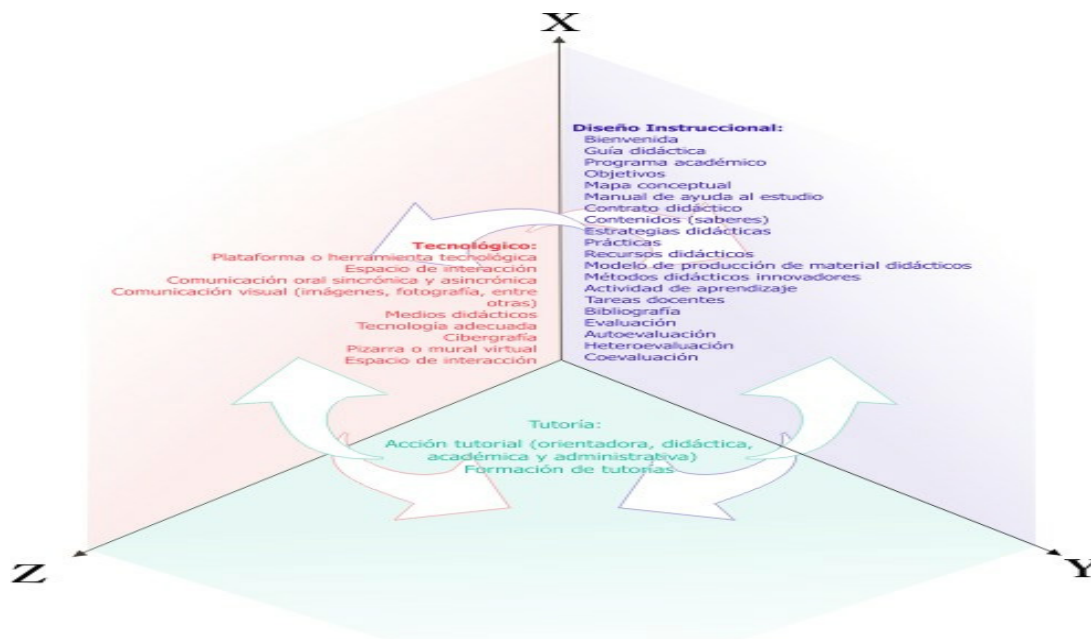 X
Diseño Instruccional:
Bienvenida
Guía didáctica
Programa académico
Objetivos
Mapa conceptual
Manual de ayuda al estudio
Contrato didáctico
Contenidos (saberes)
Estrategias didácticas
Prácticas
Recursos didácticos
Modelo de producción de material didácticos
Métodos didácticos innovadores
Actividad de aprendizaje
Tareas docentes
Bibliografía
Evaluación
Autoevaluación
Heteroevaluación
Coevaluación
Tecnológico:
Plataforma o herramienta tecnológica
Espacio de interacción
Comunicación oral sincrónica y asincrónica
Comunicación visual (imágenes, fotografía, entre
otras)
Medios didácticos
Tecnología adecuada
Cibergrafía
Pizarra o mural virtual
Espacio de interacción
Tutoría:
Acción tutorial (orientadora, didáctica,
académica y administrativa)
Formación de tutorías
Z
Y